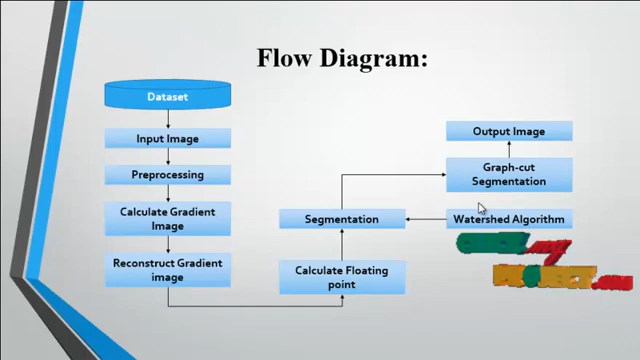 Flow Diagram:
Dataset
Input Image
Preprocessing
Calculate Gradient
Image
Reconstruct Gradient
image
Calculate Floating
point
Segmentation
Watershed Algorithm
Graph-cut
Segmentation
Output Image